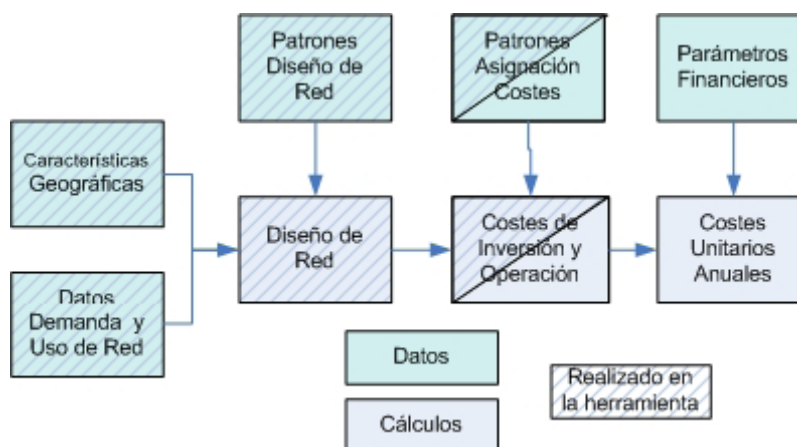 Patrones
Diseño de
Red
Patrones
Asignación
Costes
Parámetros
Financieros
Características
Geográficas
Datos
Demanda y
Uso de Red
Diseño de
Red
Costes de
Inversión y
Operación
Costes
Unitarios
Anuales
Datos
Cálculos
Realizado en
la herramienta